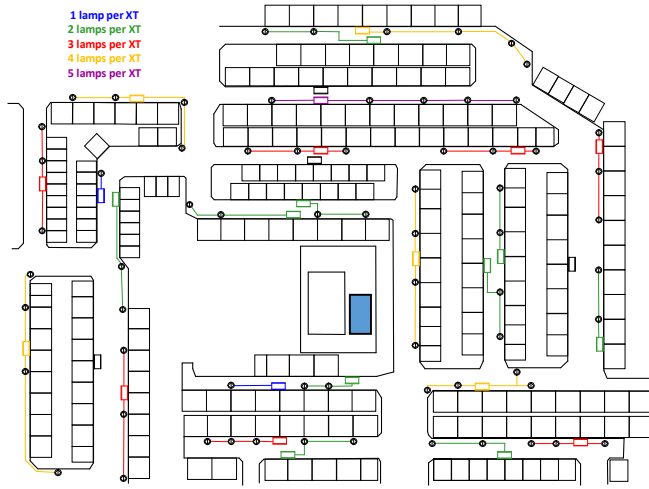 1 lamp per XT
2 lamps per XT
3 lamps per XT
4 lamps per XT
5 lamps per XT